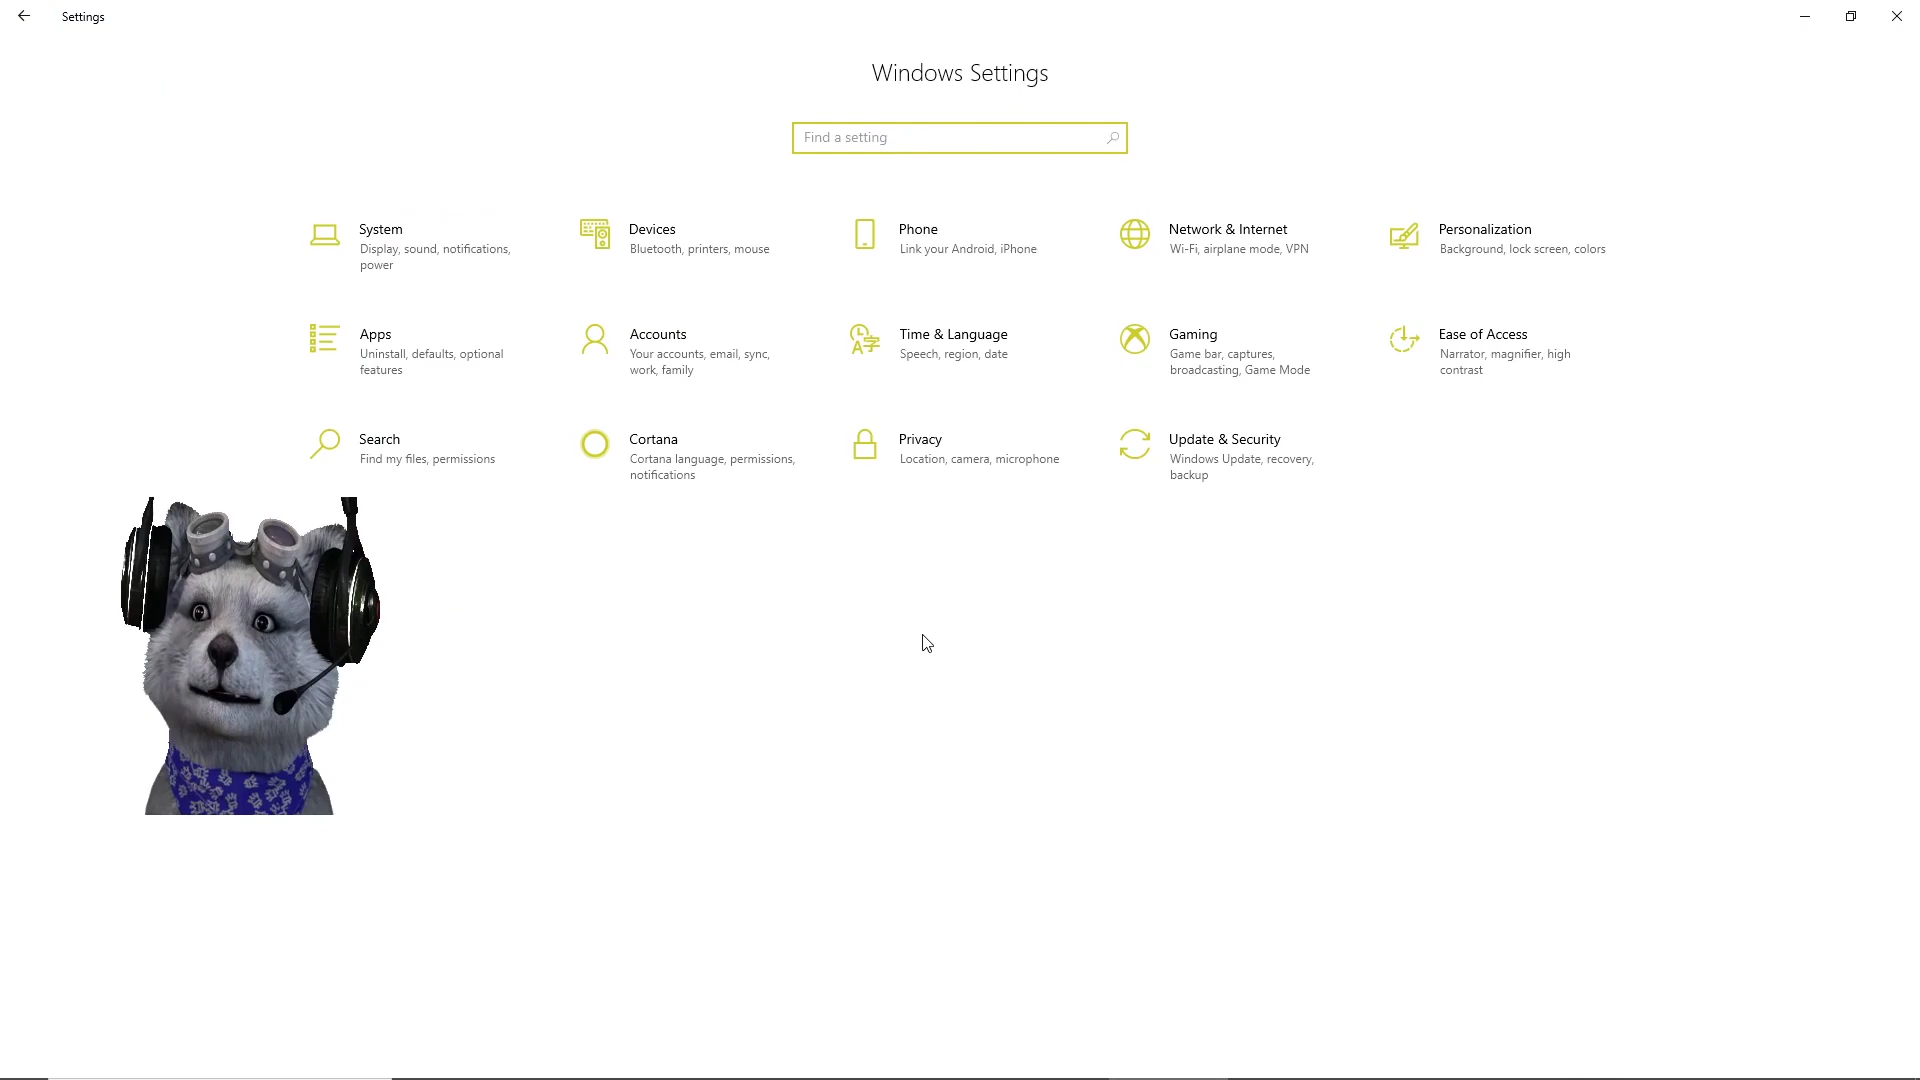 Settings
Windows Settings
Find a setting
System
Display, sound, notifications,
power
Devices
Bluetooth, printers, mouse
Phone
Link your Android, iPhone
Network & Internet
Wi-Fi, airplane mode, VPN
Personalization
Background, lock screen, colors
Apps
Uninstall, defaults, optional
features
Accounts
Your accounts, email, sync,
work, family
Time & Language
Speech, region, date
Gaming
Game bar, captures,
broadcasting, Game Mode
Ease of Access
Narrator, magnifier, high
contrast
Search
Find my files, permissions
Cortana
Cortana language, permissions,
notifications
Privacy
Location, camera, microphone
Update & Security
Windows Update, recovery,
backup